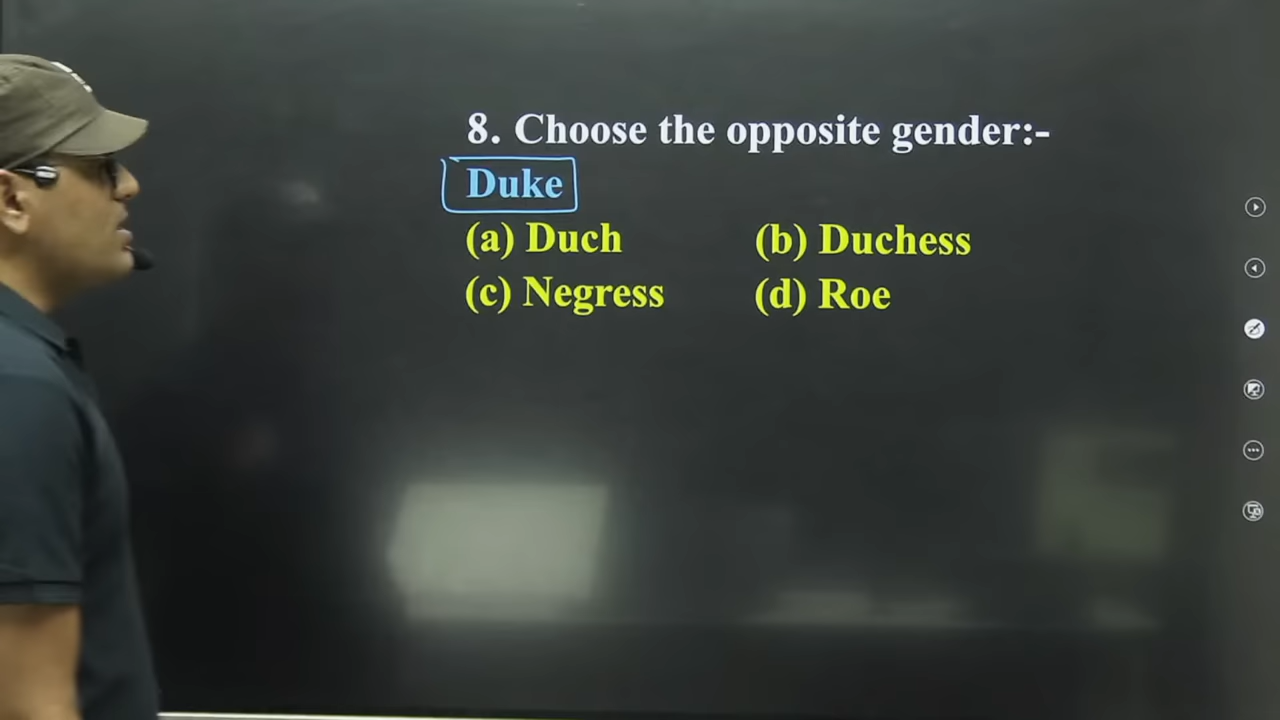 8. Choose the opposite gender:-
Duke
(a) Duch (b) Duchess
(c) Negress (d) Roe